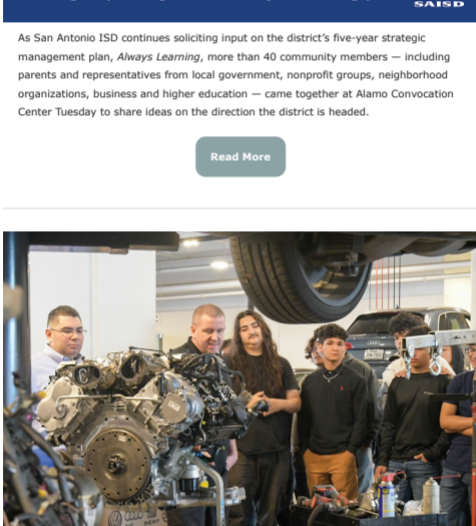 SAISD
As San Antonio ISD continues soliciting input on the district's five-year strategic
management plan, Always Learning, more than 40 community members — including
parents and representatives from local government, nonprofit groups, neighborhood
organizations, business and higher education — came together at Alamo Convocation
Center Tuesday to share ideas on the direction the district is headed.
Read More